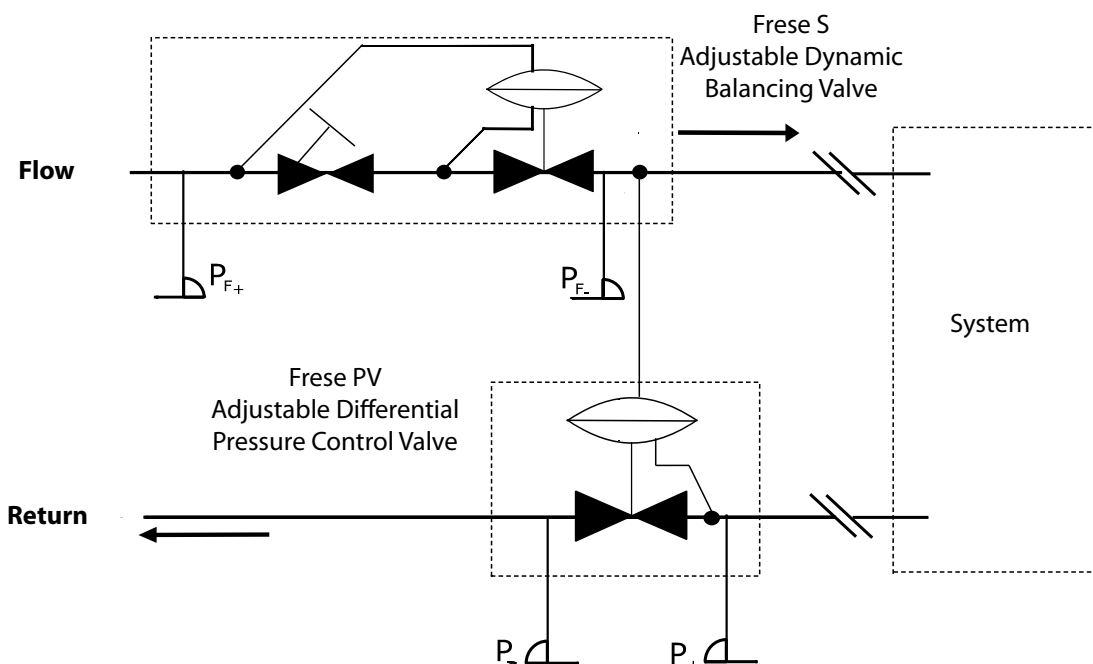 Frese S
Adjustable Dynamic
Balancing Valve
Flow
PF+
PF-
System
Frese PV
Adjustable Differential
Pressure Control Valve
Return
P-
P+